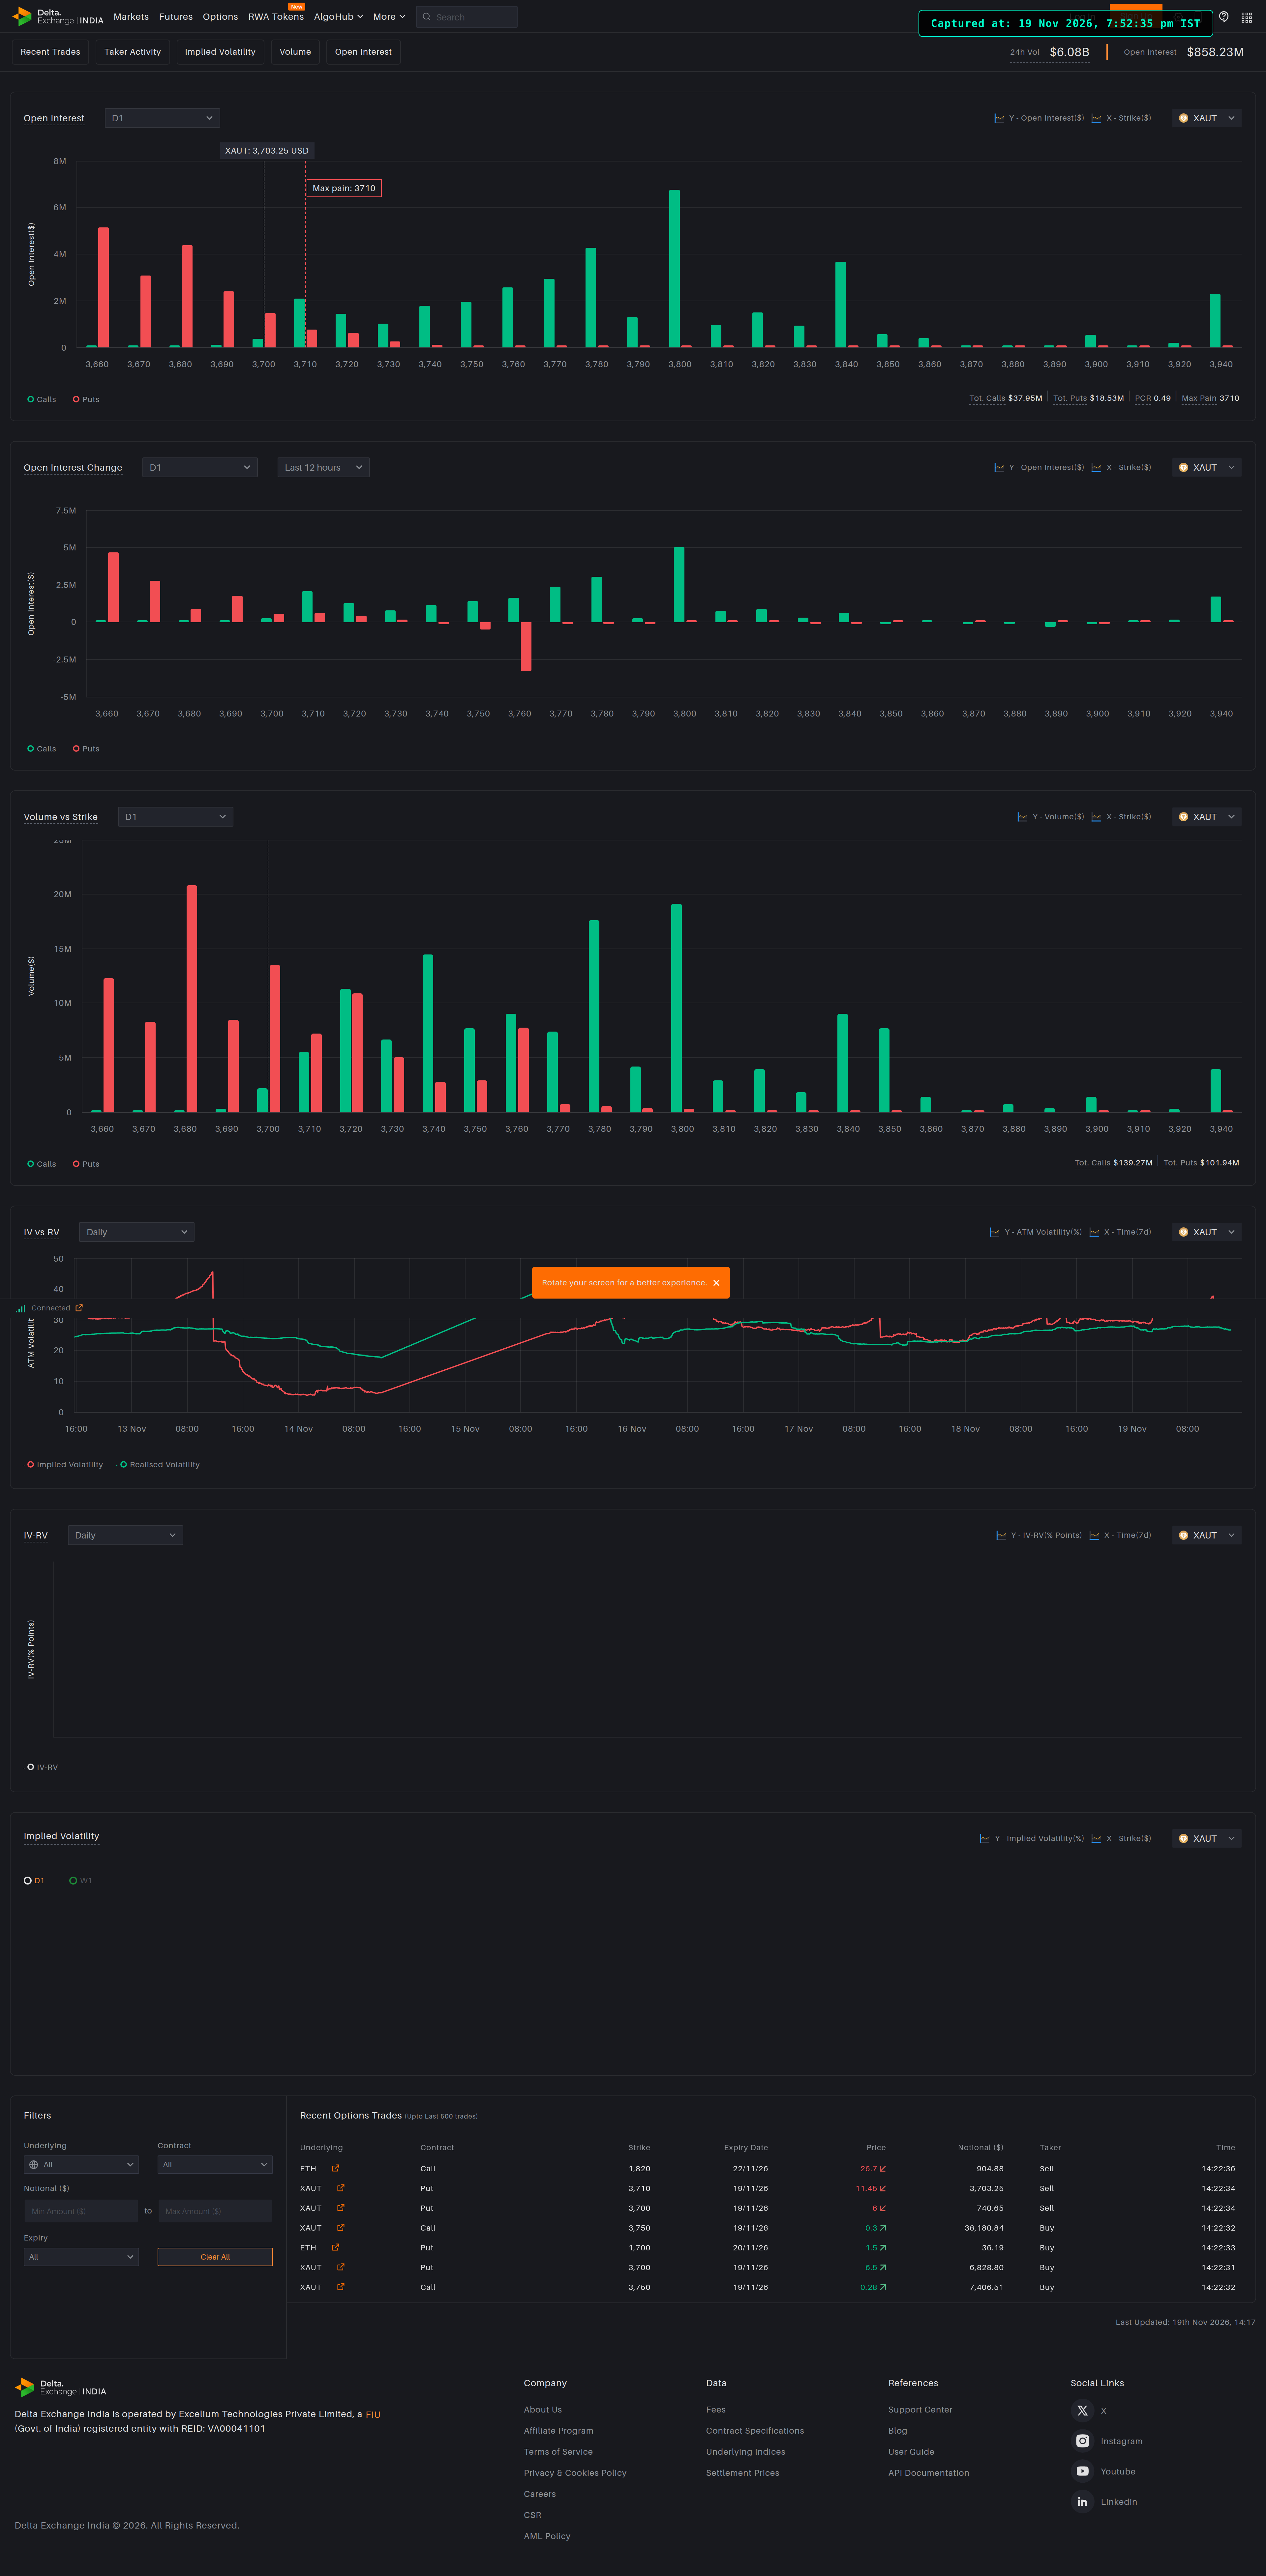 Delta.
Exchange | INDIA
Markets Futures Options RWA Tokens New AlgoHub More Search
Captured at: 19 Nov 2026, 7:52:35 pm IST
Recent Trades Taker Activity Implied Volatility Volume Open Interest
24h Vol $6.08B Open Interest $858.23M
Open Interest D1 Y - Open Interest($) X - Strike($) XAUT
XAUT: 3,703.25 USD
Max pain: 3710
Open Interest($)
8M
6M
4M
2M
0
3,660 3,670 3,680 3,690 3,700 3,710 3,720 3,730 3,740 3,750 3,760 3,770 3,780 3,790 3,800 3,810 3,820 3,830 3,840 3,850 3,860 3,870 3,880 3,890 3,900 3,910 3,920 3,940
Calls Puts
Tot. Calls $37.95M Tot. Puts $18.53M PCR 0.49 Max Pain 3710
Open Interest Change D1 Last 12 hours Y - Open Interest($) X - Strike($) XAUT
Open Interest($)
7.5M
5M
2.5M
0
-2.5M
-5M
3,660 3,670 3,680 3,690 3,700 3,710 3,720 3,730 3,740 3,750 3,760 3,770 3,780 3,790 3,800 3,810 3,820 3,830 3,840 3,850 3,860 3,870 3,880 3,890 3,900 3,910 3,920 3,940
Calls Puts
Volume vs Strike D1 Y - Volume($) X - Strike($) XAUT
Volume($)
25M
20M
15M
10M
5M
0
3,660 3,670 3,680 3,690 3,700 3,710 3,720 3,730 3,740 3,750 3,760 3,770 3,780 3,790 3,800 3,810 3,820 3,830 3,840 3,850 3,860 3,870 3,880 3,890 3,900 3,910 3,920 3,940
Calls Puts
Tot. Calls $139.27M Tot. Puts $101.94M
IV vs RV Daily Y - ATM Volatility(%) X - Time(7d) XAUT
50
40
Rotate your screen for a better experience.
Connected
ATM Volatilit
30
20
10
0
16:00 13 Nov 08:00 16:00 14 Nov 08:00 16:00 15 Nov 08:00 16:00 16 Nov 08:00 16:00 17 Nov 08:00 16:00 18 Nov 08:00 16:00 19 Nov 08:00
Implied Volatility Realised Volatility
IV-RV Daily Y - IV-RV(% Points) X - Time(7d) XAUT
IV-RV(% Points)
IV-RV
Implied Volatility Y - Implied Volatility(%) X - Strike($) XAUT
D1 W1
Filters
Underlying Contract
All All
Notional ($)
Min Amount ($) to Max Amount ($)
Expiry
All Clear All
Recent Options Trades (Upto Last 500 trades)
Underlying Contract Strike Expiry Date Price Notional ($) Taker Time
ETH Call 1,820 22/11/26 26.7 904.88 Sell 14:22:36
XAUT Put 3,710 19/11/26 11.45 3,703.25 Sell 14:22:34
XAUT Put 3,700 19/11/26 6 740.65 Sell 14:22:34
XAUT Call 3,750 19/11/26 0.3 36,180.84 Buy 14:22:32
ETH Put 1,700 20/11/26 1.5 36.19 Buy 14:22:33
XAUT Put 3,700 19/11/26 6.5 6,828.80 Buy 14:22:31
XAUT Call 3,750 19/11/26 0.28 7,406.51 Buy 14:22:32
Last Updated: 19th Nov 2026, 14:17
Delta.
Exchange | INDIA
Delta Exchange India is operated by Excelium Technologies Private Limited, a FIU
(Govt. of India) registered entity with REID: VA00041101
Delta Exchange India © 2026. All Rights Reserved.
Company
About Us
Affiliate Program
Terms of Service
Privacy & Cookies Policy
Careers
CSR
AML Policy
Data
Fees
Contract Specifications
Underlying Indices
Settlement Prices
References
Support Center
Blog
User Guide
API Documentation
Social Links
X
Instagram
Youtube
Linkedin